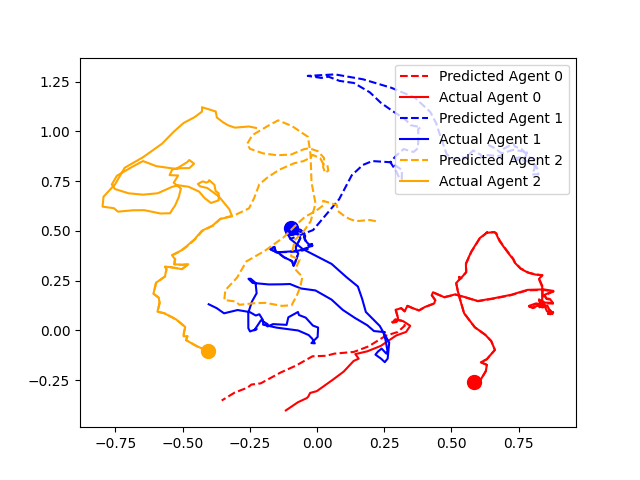 1.25
1.00
0.75
0.50
0.25
0.00
−0.25
−0.75
−0.50
−0.25
0.00
0.25
0.50
0.75
Predicted Agent 0
Actual Agent 0
Predicted Agent 1
Actual Agent 1
Predicted Agent 2
Actual Agent 2